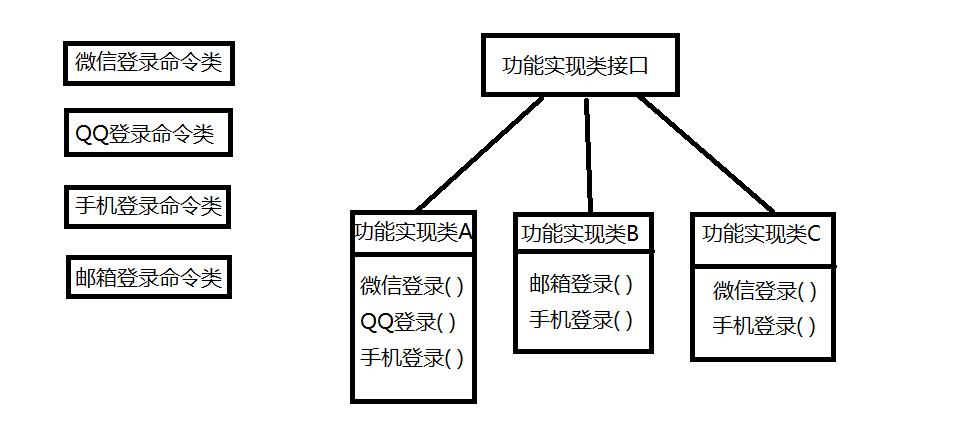 微信登录命令类
QQ登录命令类
手机登录命令类
邮箱登录命令类
功能实现类接口
功能实现类A
微信登录( )
QQ登录( )
手机登录( )
功能实现类B
邮箱登录( )
手机登录( )
功能实现类C
微信登录( )
手机登录( )